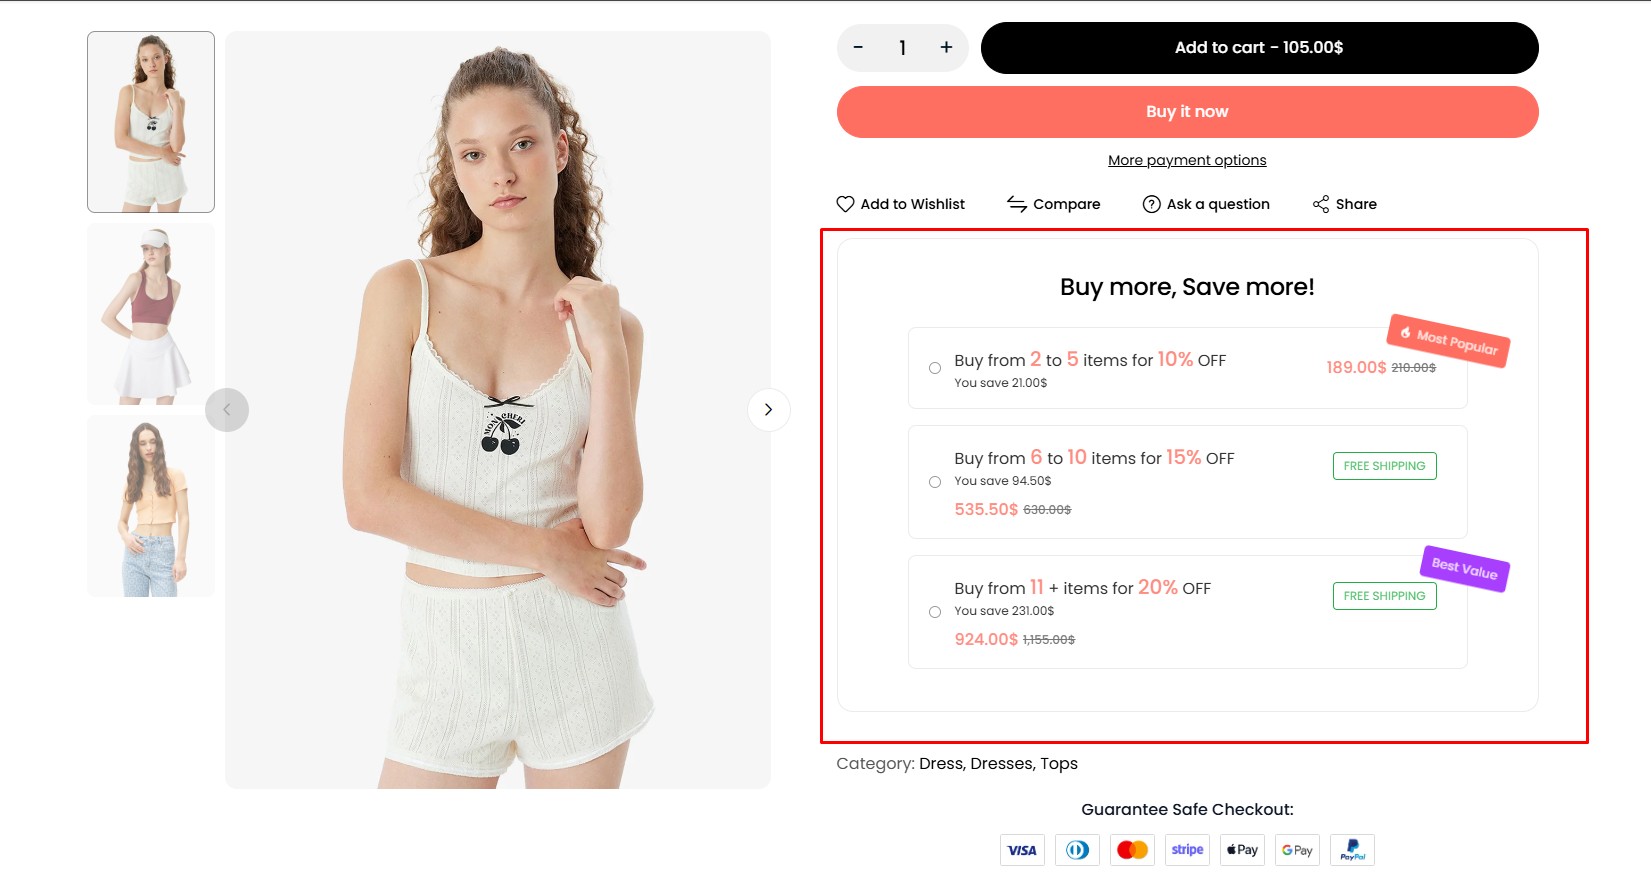 - 1 +
Add to cart - 105.00$
Buy it now
More payment options
Add to Wishlist
Compare
Ask a question
Share
MON CHERI
Buy more, Save more!
Most Popular
Buy from 2 to 5 items for 10% OFF
189.00$ 210.00$
You save 21.00$
Buy from 6 to 10 items for 15% OFF
FREE SHIPPING
You save 94.50$
535.50$ 630.00$
Best Value
Buy from 11 + items for 20% OFF
FREE SHIPPING
You save 231.00$
924.00$ 1,155.00$
Category: Dress, Dresses, Tops
Guarantee Safe Checkout:
VISA
stripe
Pay
G Pay
PayPal